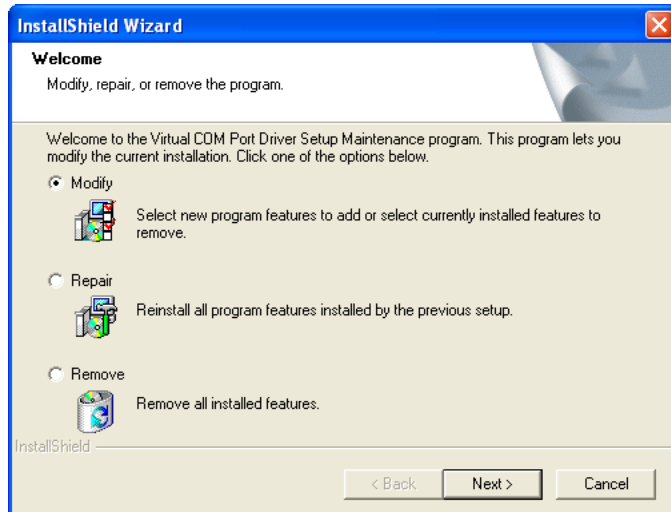 InstallShield Wizard
Welcome
Modify, repair, or remove the program.
Welcome to the Virtual COM Port Driver Setup Maintenance program. This program lets you
modify the current installation. Click one of the options below.
Modify
Select new program features to add or select currently installed features to
remove.
Repair
Reinstall all program features installed by the previous setup.
Remove
Remove all installed features.
InstallShield
< Back
Next >
Cancel